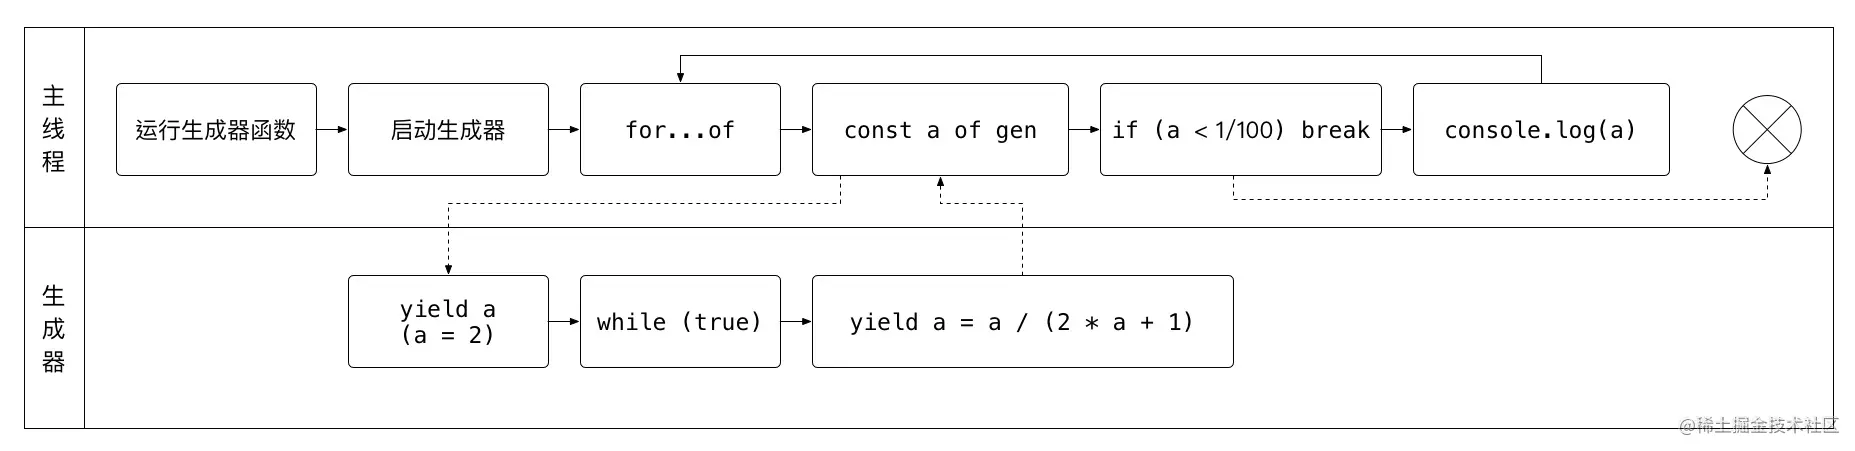 主线程
运行生成器函数
启动生成器
for...of
const a of gen
if (a < 1/100) break
console.log(a)
生成器
yield a
(a = 2)
while (true)
yield a = a / (2 * a + 1)
@稀土掘金技术社区